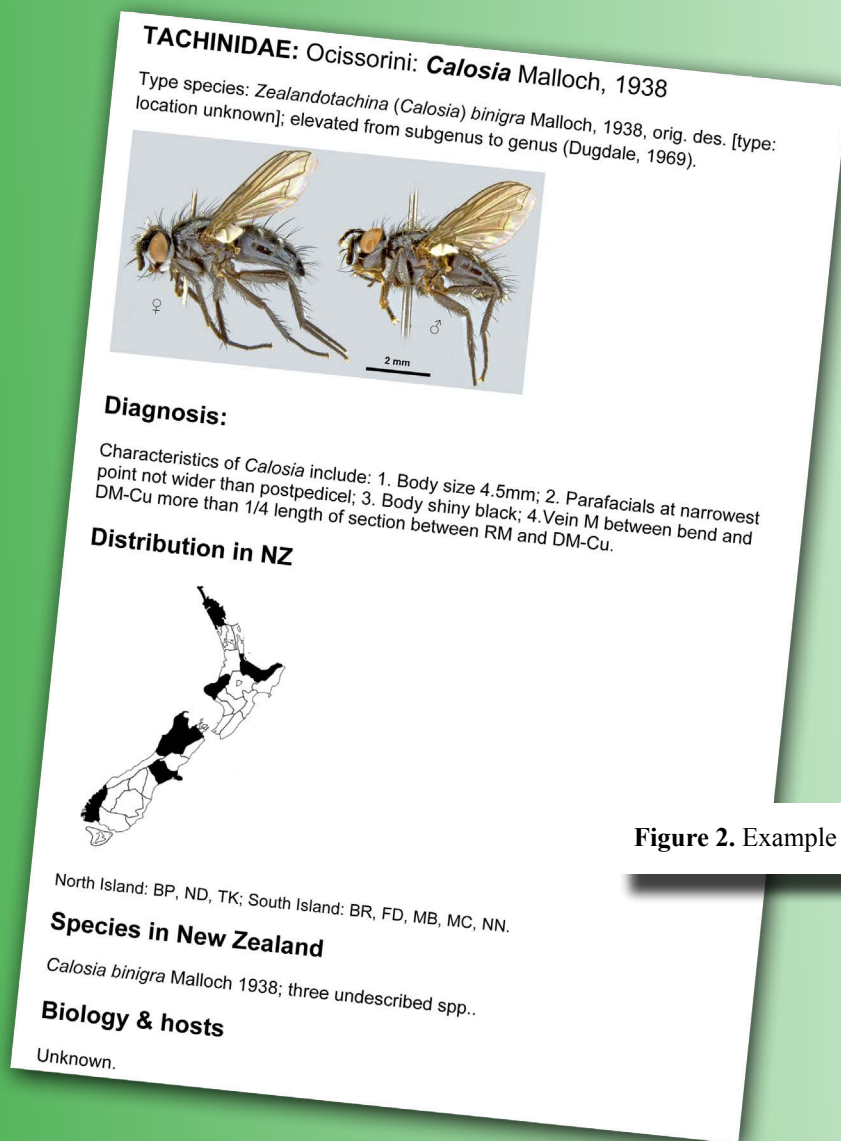 TACHINIDAE: Ocissorini: Calosia Malloch, 1938
Type species: Zealandotachina (Calosia) binigra Malloch, 1938, orig. des. [type:
location unknown]; elevated from subgenus to genus (Dugdale, 1969).
♀
♂
2 mm
Diagnosis:
Characteristics of Calosia include: 1. Body size 4.5mm; 2. Parafacials at narrowest
point not wider than postpedicel; 3. Body shiny black; 4.Vein M between bend and
DM-Cu more than 1/4 length of section between RM and DM-Cu.
Distribution in NZ
Figure 2. Example
North Island: BP, ND, TK; South Island: BR, FD, MB, MC, NN.
Species in New Zealand
Calosia binigra Malloch 1938; three undescribed spp..
Biology & hosts
Unknown.